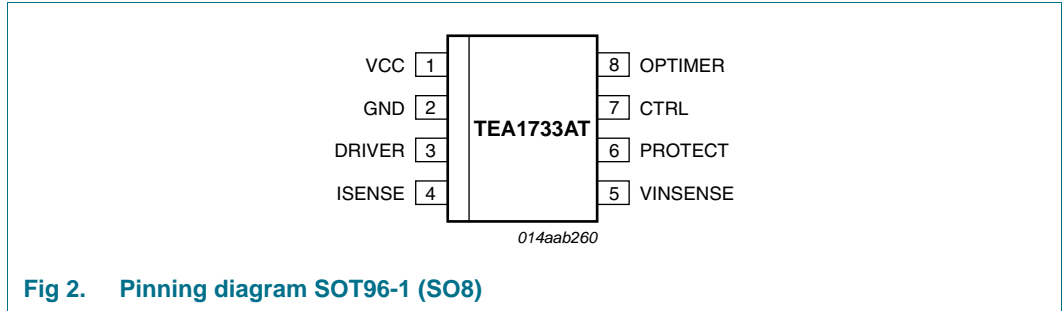 VCC 1 8 OPTIMER
GND 2 7 CTRL
TEA1733AT
DRIVER 3 6 PROTECT
ISENSE 4 5 VINSENSE
014aab260
Fig 2. Pinning diagram SOT96-1 (SO8)